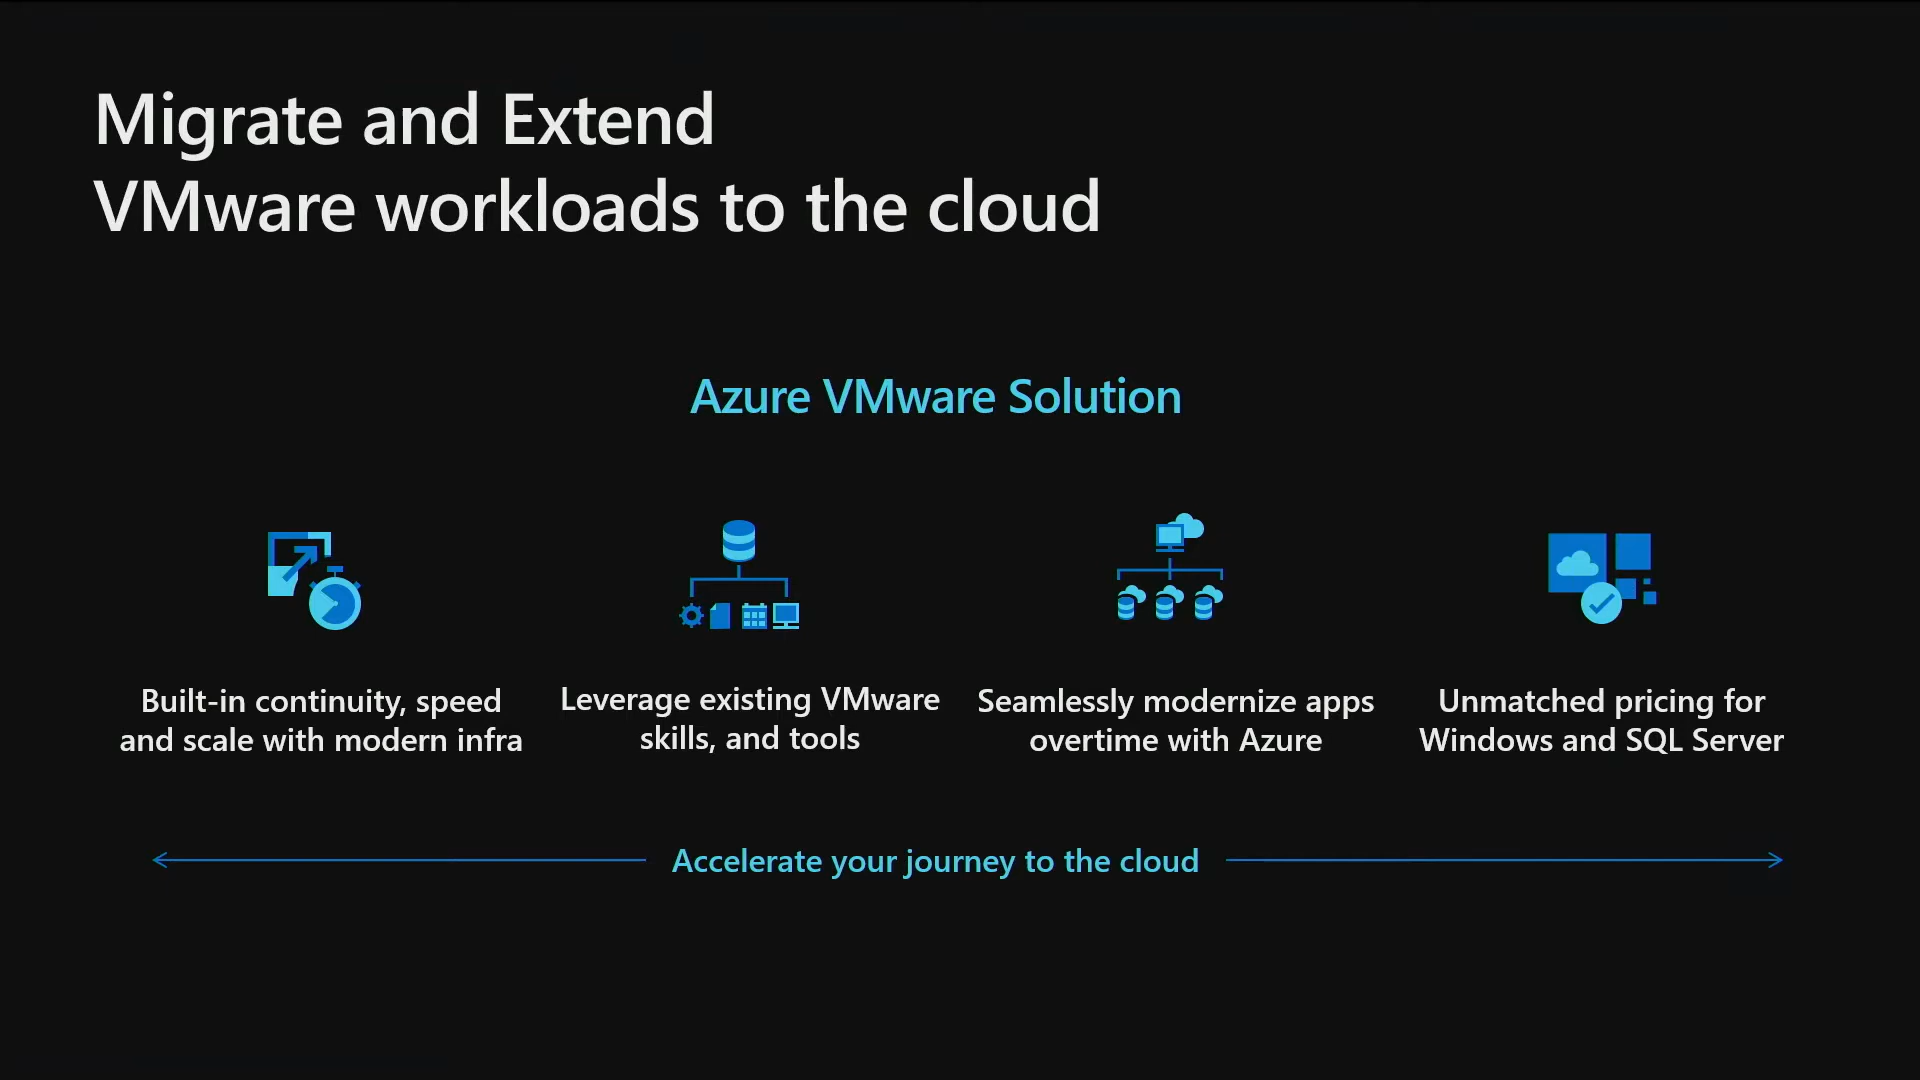 Migrate and Extend
VMware workloads to the cloud
Azure VMware Solution
Built-in continuity, speed
and scale with modern infra
Leverage existing VMware
skills, and tools
Seamlessly modernize apps
overtime with Azure
Unmatched pricing for
Windows and SQL Server
Accelerate your journey to the cloud